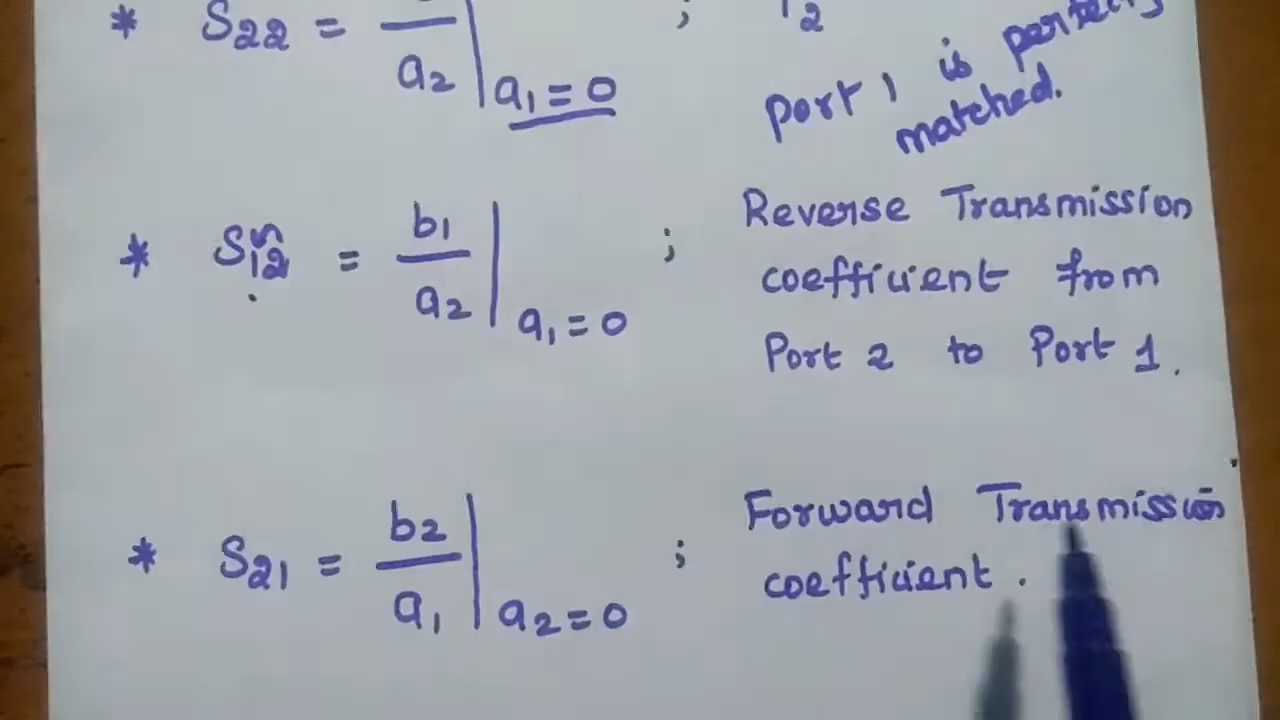 * S22 = a2 | a1 = 0 ; Γ2
port 1 is
matched.
* S12 = b1/a2 | a1 = 0 ; Reverse Transmission
coefficient from
Port 2 to Port 1.
* S21 = b2/a1 | a2 = 0 ; Forward Transmission
coefficient.